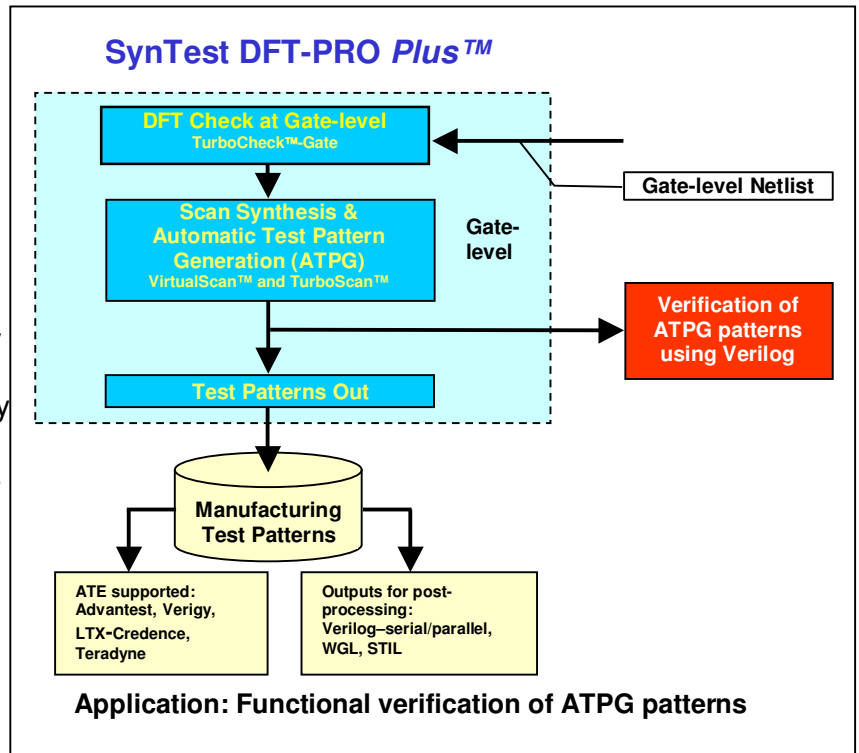 SynTest DFT-PRO Plus™
DFT Check at Gate-level
TurboCheck™-Gate
Gate-level Netlist
Scan Synthesis &
Automatic Test Pattern
Generation (ATPG)
VirtualScan™ and TurboScan™
Gate-
level
Verification of
ATPG patterns
using Verilog
Test Patterns Out
y
Manufacturing
Test Patterns
ATE supported:
Advantest, Verigy,
LTX-Credence,
Teradyne
Outputs for post-
processing:
Verilog–serial/parallel,
WGL, STIL
Application: Functional verification of ATPG patterns